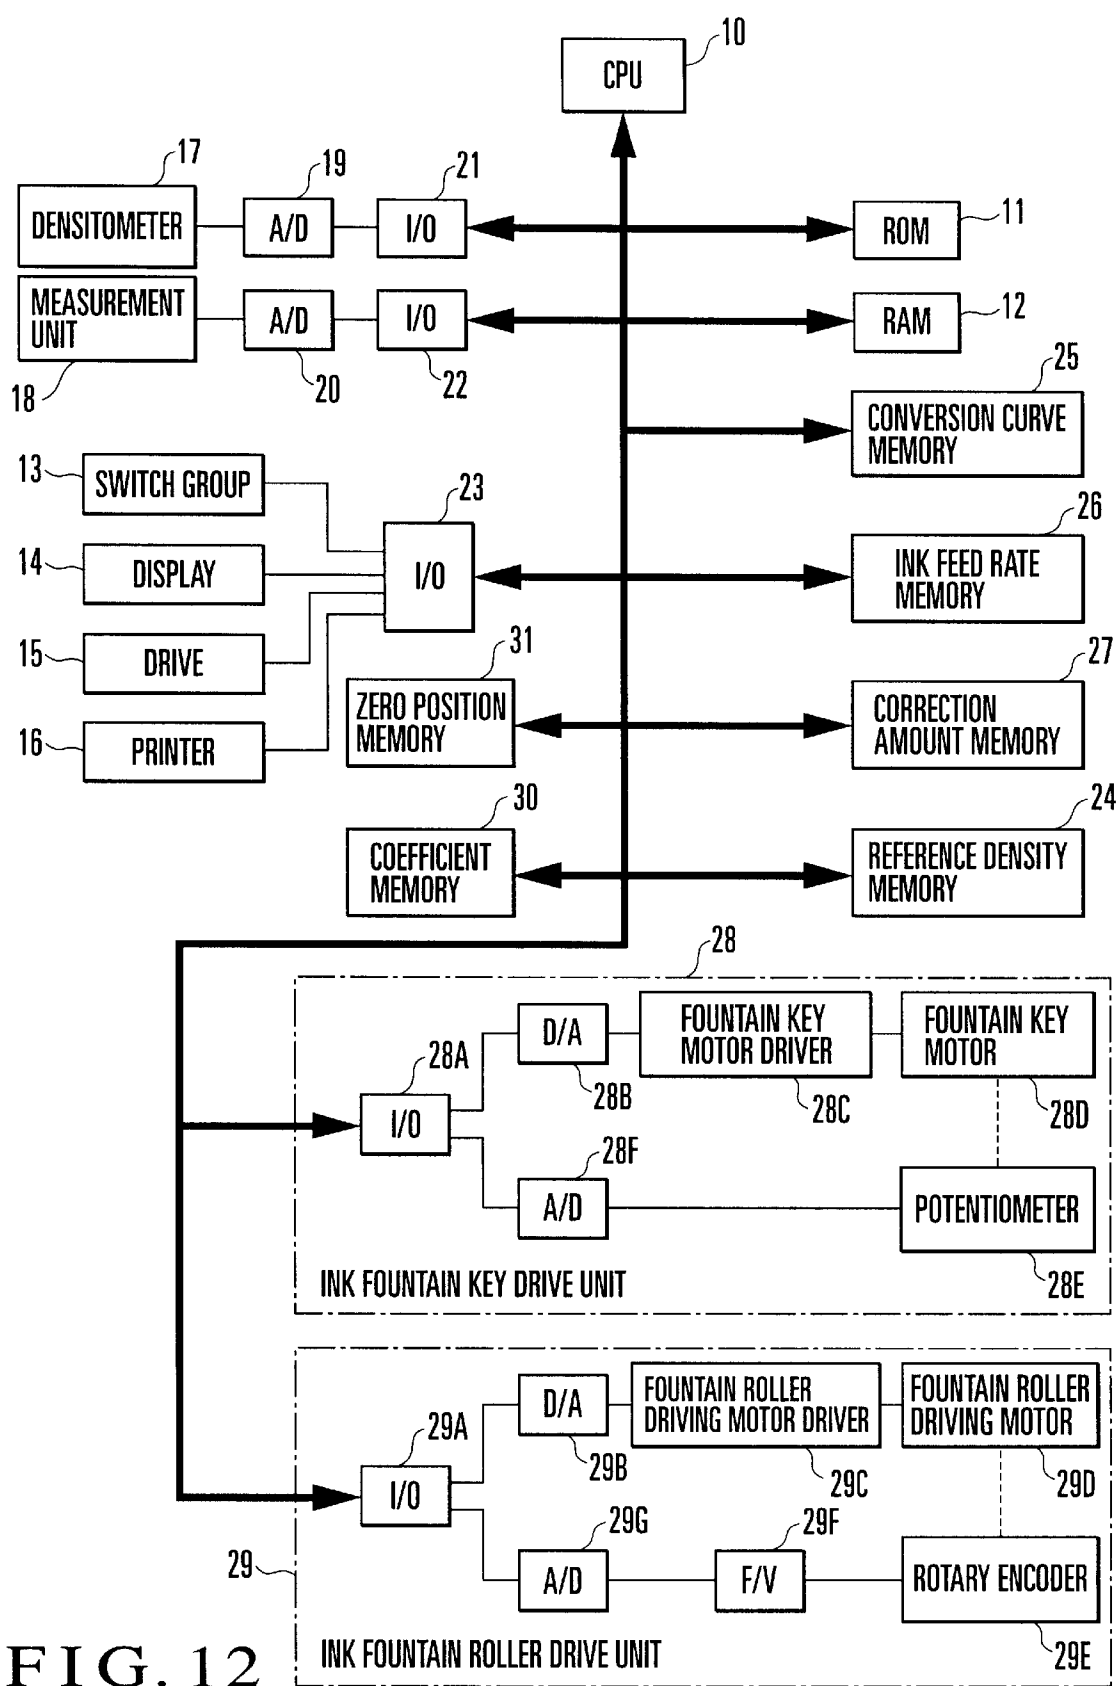 10
CPU
17
19
21
DENSITOMETER
A/D
I/O
ROM
11
MEASUREMENT
UNIT
A/D
I/O
RAM
12
18
20
22
25
CONVERSION CURVE
MEMORY
13
SWITCH GROUP
23
26
14
DISPLAY
I/O
INK FEED RATE
MEMORY
15
DRIVE
31
27
16
PRINTER
ZERO POSITION
MEMORY
CORRECTION
AMOUNT MEMORY
30
24
COEFFICIENT
MEMORY
REFERENCE DENSITY
MEMORY
28
28A
I/O
D/A
28B
FOUNTAIN KEY
MOTOR DRIVER
28C
FOUNTAIN KEY
MOTOR
28D
28F
A/D
POTENTIOMETER
28E
INK FOUNTAIN KEY DRIVE UNIT
29A
I/O
D/A
29B
FOUNTAIN ROLLER
DRIVING MOTOR DRIVER
29C
FOUNTAIN ROLLER
DRIVING MOTOR
29D
29
29G
A/D
29F
F/V
ROTARY ENCODER
29E
INK FOUNTAIN ROLLER DRIVE UNIT
FIG. 12